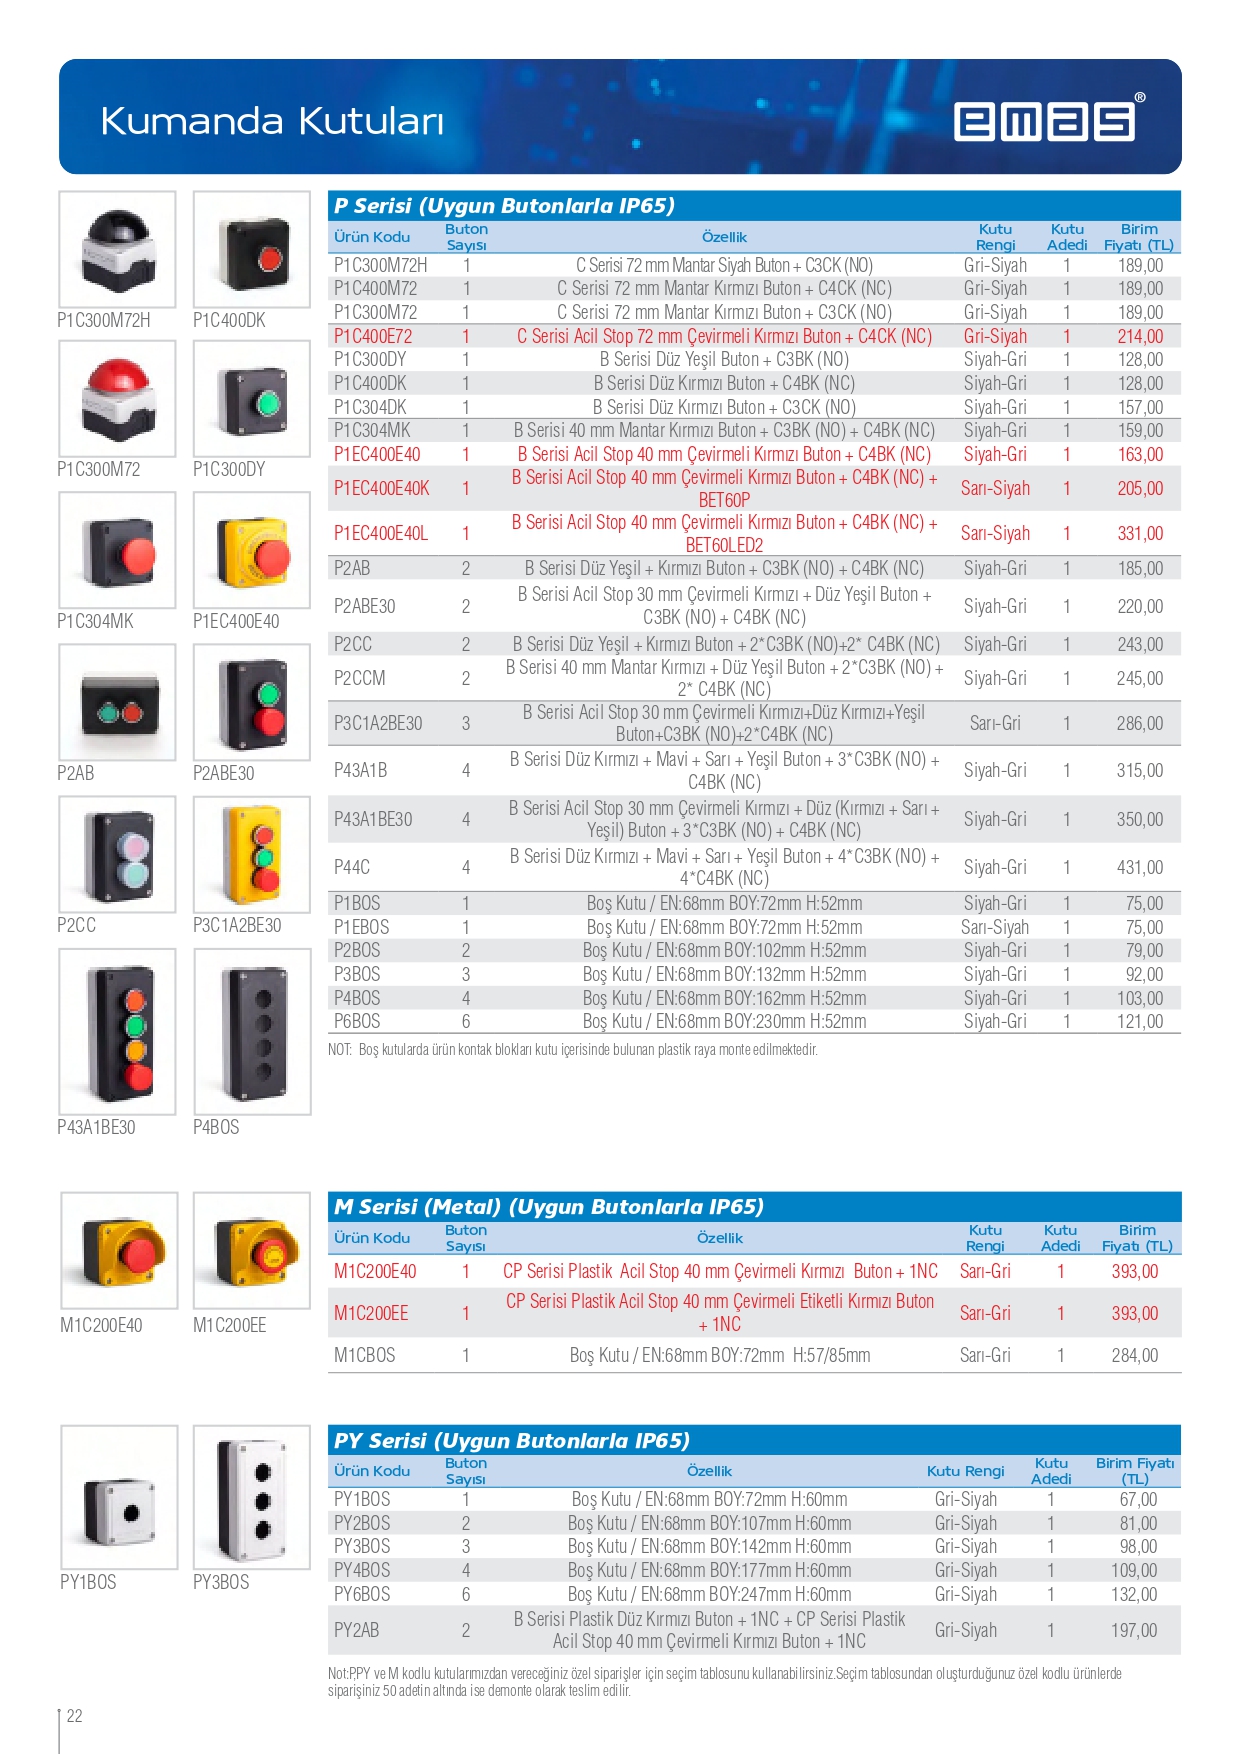 Kumanda Kutuları
emas®
P1C300M72H
P1C400DK
P1C300M72
P1C300DY
P1C304MK
P1EC400E40
P2AB
P2ABE30
P2CC
P3C1A2BE30
P43A1BE30
P4BOS
P Serisi (Uygun Butonlarla IP65)
Ürün Kodu Buton Sayısı Özellik Kutu Rengi Kutu Adedi Birim Fiyatı (TL)
P1C300M72H 1 C Serisi 72 mm Mantar Siyah Buton + C3CK (NO) Gri-Siyah 1 189,00
P1C400M72 1 C Serisi 72 mm Mantar Kırmızı Buton + C4CK (NC) Gri-Siyah 1 189,00
P1C300M72 1 C Serisi 72 mm Mantar Kırmızı Buton + C3CK (NO) Gri-Siyah 1 189,00
P1C400E72 1 C Serisi Acil Stop 72 mm Çevirmeli Kırmızı Buton + C4CK (NC) Gri-Siyah 1 214,00
P1C300DY 1 B Serisi Düz Yeşil Buton + C3BK (NO) Siyah-Gri 1 128,00
P1C400DK 1 B Serisi Düz Kırmızı Buton + C4BK (NC) Siyah-Gri 1 128,00
P1C304DK 1 B Serisi Düz Kırmızı Buton + C3CK (NO) Siyah-Gri 1 157,00
P1C304MK 1 B Serisi 40 mm Mantar Kırmızı Buton + C3BK (NO) + C4BK (NC) Siyah-Gri 1 159,00
P1EC400E40 1 B Serisi Acil Stop 40 mm Çevirmeli Kırmızı Buton + C4BK (NC) Siyah-Gri 1 163,00
P1EC400E40K 1 B Serisi Acil Stop 40 mm Çevirmeli Kırmızı Buton + C4BK (NC) +
BET60P Sarı-Siyah 1 205,00
P1EC400E40L 1 B Serisi Acil Stop 40 mm Çevirmeli Kırmızı Buton + C4BK (NC) +
BET60LED2 Sarı-Siyah 1 331,00
P2AB 2 B Serisi Düz Yeşil + Kırmızı Buton + C3BK (NO) + C4BK (NC) Siyah-Gri 1 185,00
P2ABE30 2 B Serisi Acil Stop 30 mm Çevirmeli Kırmızı + Düz Yeşil Buton +
C3BK (NO) + C4BK (NC) Siyah-Gri 1 220,00
P2CC 2 B Serisi Düz Yeşil + Kırmızı Buton + 2*C3BK (NO)+2* C4BK (NC) Siyah-Gri 1 243,00
P2CCM 2 B Serisi 40 mm Mantar Kırmızı + Düz Yeşil Buton + 2*C3BK (NO) +
2* C4BK (NC) Siyah-Gri 1 245,00
P3C1A2BE30 3 B Serisi Acil Stop 30 mm Çevirmeli Kırmızı+Düz Kırmızı+Yeşil
Buton+C3BK (NO)+2*C4BK (NC) Sarı-Gri 1 286,00
P43A1B 4 B Serisi Düz Kırmızı + Mavi + Sarı + Yeşil Buton + 3*C3BK (NO) +
C4BK (NC) Siyah-Gri 1 315,00
P43A1BE30 4 B Serisi Acil Stop 30 mm Çevirmeli Kırmızı + Düz (Kırmızı + Sarı +
Yeşil) Buton + 3*C3BK (NO) + C4BK (NC) Siyah-Gri 1 350,00
P44C 4 B Serisi Düz Kırmızı + Mavi + Sarı + Yeşil Buton + 4*C3BK (NO) +
4*C4BK (NC) Siyah-Gri 1 431,00
P1BOS 1 Boş Kutu / EN:68mm BOY:72mm H:52mm Siyah-Gri 1 75,00
P1EBOS 1 Boş Kutu / EN:68mm BOY:72mm H:52mm Sarı-Siyah 1 75,00
P2BOS 2 Boş Kutu / EN:68mm BOY:102mm H:52mm Siyah-Gri 1 79,00
P3BOS 3 Boş Kutu / EN:68mm BOY:132mm H:52mm Siyah-Gri 1 92,00
P4BOS 4 Boş Kutu / EN:68mm BOY:162mm H:52mm Siyah-Gri 1 103,00
P6BOS 6 Boş Kutu / EN:68mm BOY:230mm H:52mm Siyah-Gri 1 121,00
NOT: Boş kutularda ürün kontak blokları kutu içerisinde bulunan plastik raya monte edilmektedir.
M1C200E40
M1C200EE
M Serisi (Metal) (Uygun Butonlarla IP65)
Ürün Kodu Buton Sayısı Özellik Kutu Rengi Kutu Adedi Birim Fiyatı (TL)
M1C200E40 1 CP Serisi Plastik Acil Stop 40 mm Çevirmeli Kırmızı Buton + 1NC Sarı-Gri 1 393,00
M1C200EE 1 CP Serisi Plastik Acil Stop 40 mm Çevirmeli Etiketli Kırmızı Buton
+ 1NC Sarı-Gri 1 393,00
M1CBOS 1 Boş Kutu / EN:68mm BOY:72mm H:57/85mm Sarı-Gri 1 284,00
PY1BOS
PY3BOS
PY Serisi (Uygun Butonlarla IP65)
Ürün Kodu Buton Sayısı Özellik Kutu Rengi Kutu Adedi Birim Fiyatı (TL)
PY1BOS 1 Boş Kutu / EN:68mm BOY:72mm H:60mm Gri-Siyah 1 67,00
PY2BOS 2 Boş Kutu / EN:68mm BOY:107mm H:60mm Gri-Siyah 1 81,00
PY3BOS 3 Boş Kutu / EN:68mm BOY:142mm H:60mm Gri-Siyah 1 98,00
PY4BOS 4 Boş Kutu / EN:68mm BOY:177mm H:60mm Gri-Siyah 1 109,00
PY6BOS 6 Boş Kutu / EN:68mm BOY:247mm H:60mm Gri-Siyah 1 132,00
PY2AB 2 B Serisi Plastik Düz Kırmızı Buton + 1NC + CP Serisi Plastik
Acil Stop 40 mm Çevirmeli Kırmızı Buton + 1NC Gri-Siyah 1 197,00
Not:P,PY ve M kodlu kutularımızdan vereceğiniz özel siparişler için seçim tablosunu kullanabilirsiniz.Seçim tablosundan oluşturduğunuz özel kodlu ürünlerde
siparişiniz 50 adetin altında ise demonte olarak teslim edilir.
22